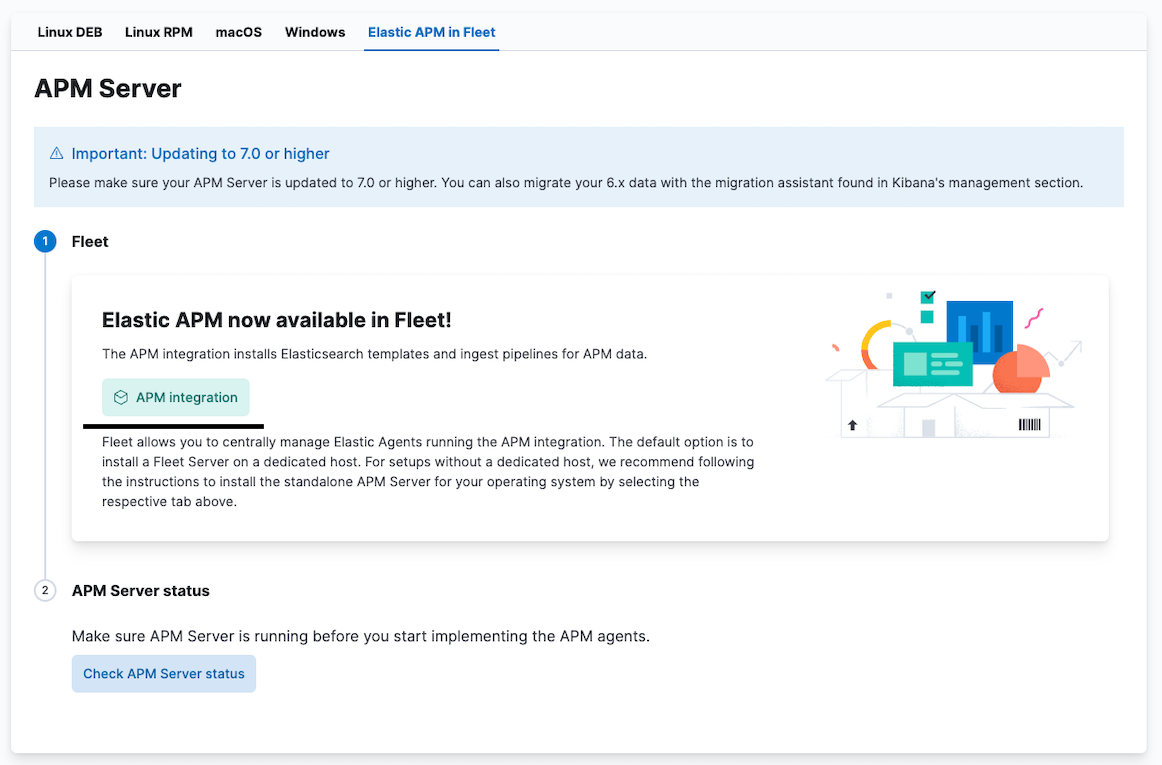 Linux DEB Linux RPM macOS Windows Elastic APM in Fleet
APM Server
Important: Updating to 7.0 or higher
Please make sure your APM Server is updated to 7.0 or higher. You can also migrate your 6.x data with the migration assistant found in Kibana's management section.
1 Fleet
Elastic APM now available in Fleet!
The APM integration installs Elasticsearch templates and ingest pipelines for APM data.
APM integration
Fleet allows you to centrally manage Elastic Agents running the APM integration. The default option is to
install a Fleet Server on a dedicated host. For setups without a dedicated host, we recommend following
the instructions to install the standalone APM Server for your operating system by selecting the
respective tab above.
2 APM Server status
Make sure APM Server is running before you start implementing the APM agents.
Check APM Server status